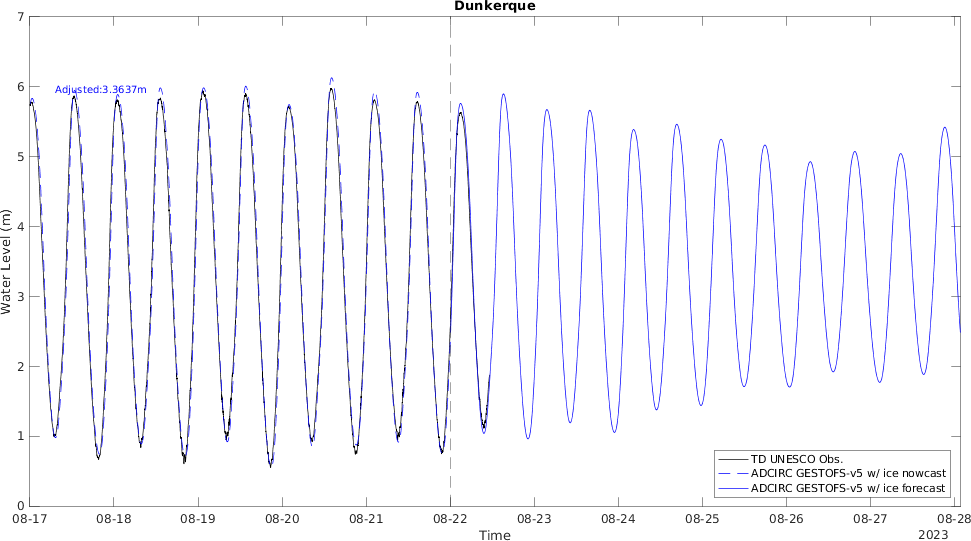 Dunkerque
7
6
5
4
3
2
1
0
Water Level (m)
Adjusted:3.3637m
TD UNESCO Obs.
ADCIRC GESTOFS-v5 w/ ice nowcast
ADCIRC GESTOFS-v5 w/ ice forecast
08-17 08-18 08-19 08-20 08-21 08-22 08-23 08-24 08-25 08-26 08-27 08-28
Time
2023